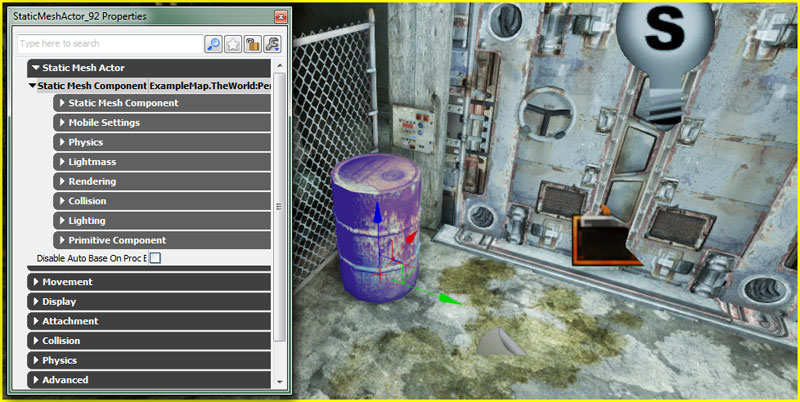 StaticMeshActor_92 Properties
Type here to search
Static Mesh Actor
Static Mesh Component ExampleMap.TheWorld:Per
Static Mesh Component
Mobile Settings
Physics
Lightmass
Rendering
Collision
Lighting
Primitive Component
Disable Auto Base On Proc B
Movement
Display
Attachment
Collision
Physics
Advanced
S